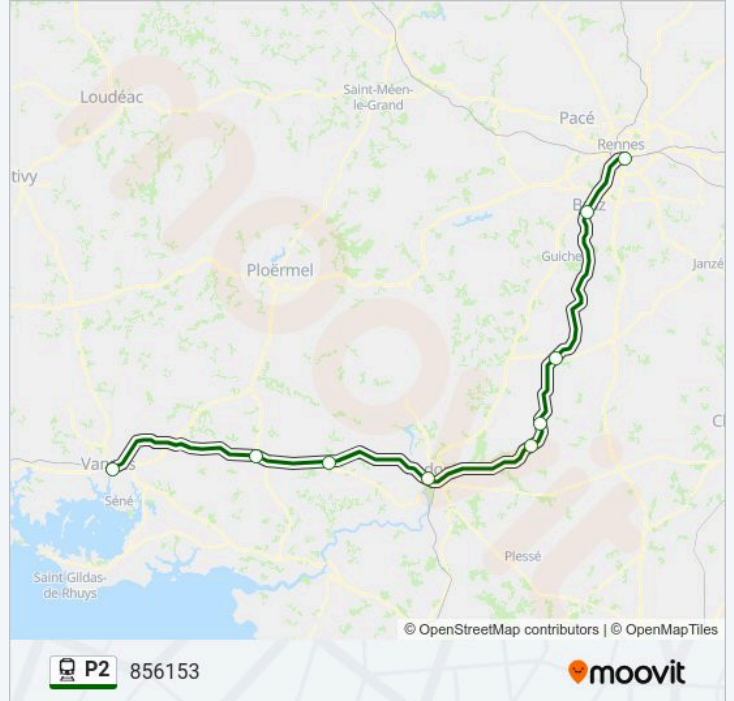 Loudéac
Saint-Méen-
le-Grand
Pacé
Rennes
tivy
Ploërmel
Guiche
Janzé
Séné
Saint-Gildas-
de-Rhuys
Plessé
© OpenStreetMap contributors | © OpenMapTiles
P2 856153
moovit